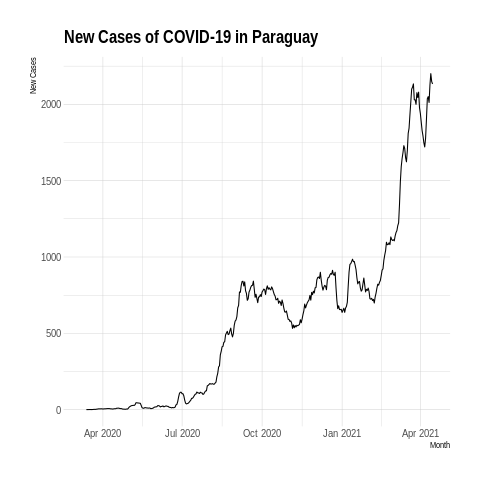 New Cases of COVID-19 in Paraguay
New Cases
2000
1500
1000
500
0
Apr 2020
Jul 2020
Oct 2020
Jan 2021
Apr 2021
Month